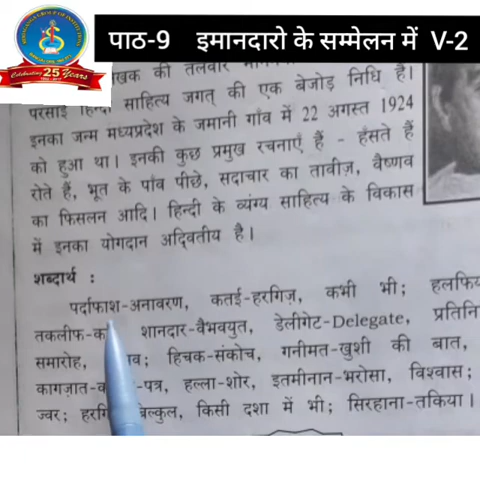 पाठ-9 इमानदारो के सम्मेलन में V-2
Celebrating 25 Years
की तलवार
परसाई हिन्दी साहित्य जगत् की एक बेजोड़ निधि हैं।
इनका जन्म मध्यप्रदेश के जमानी गाँव में 22 अगस्त 1924
को हुआ था। इनकी कुछ प्रमुख रचनाएँ हैं - हँसते हैं
रोते हैं, भूत के पाँव पीछे, सदाचार का तावीज़, वैष्णव
का फिसलन आदि। हिन्दी के व्यंग्य साहित्य के विकास
में इनका योगदान अद्वितीय है।
शब्दार्थ :
पर्दाफाश-अनावरण, कतई-हरगिज़, कभी भी; हलफि
तकलीफ-क शानदार-वैभवयुत, डेलीगेट-Delegate, प्रतिनि
समारोह, व; हिचक-संकोच, गनीमत-खुशी की बात,
कागज़ात-क -पत्र, हल्ला-शोर, इतमीनान-भरोसा, विश्वास;
ज्वर; हरगि बिल्कुल, किसी दशा में भी; सिरहाना-तकिया।